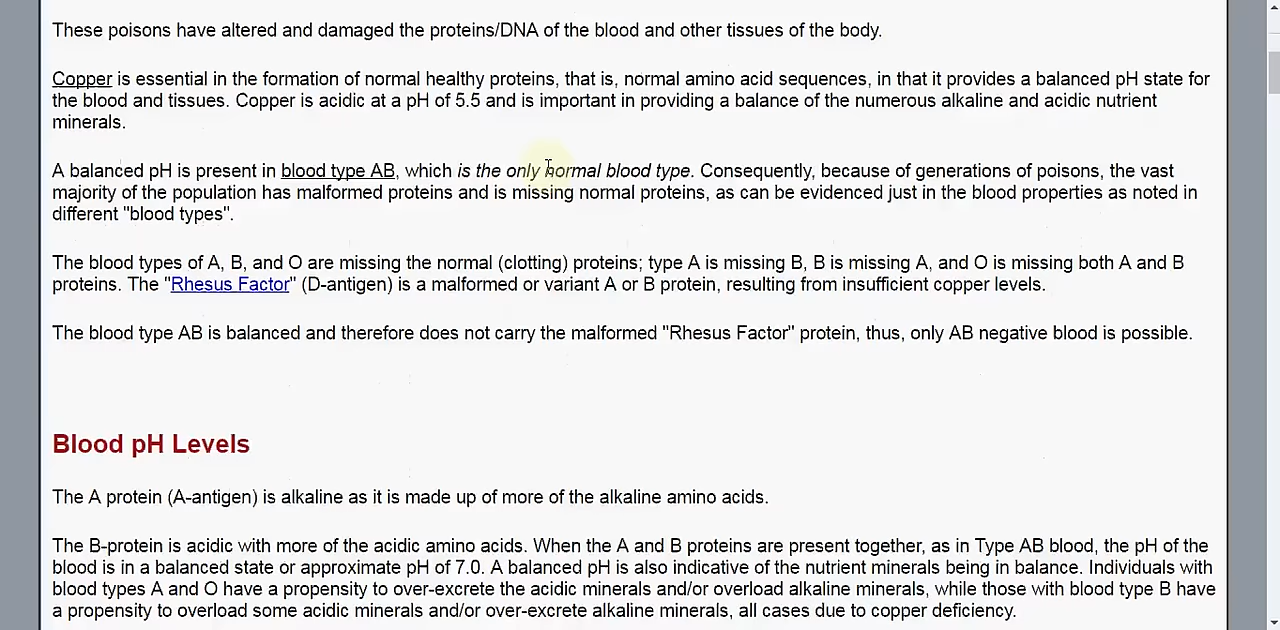 These poisons have altered and damaged the proteins/DNA of the blood and other tissues of the body.
Copper is essential in the formation of normal healthy proteins, that is, normal amino acid sequences, in that it provides a balanced pH state for
the blood and tissues. Copper is acidic at a pH of 5.5 and is important in providing a balance of the numerous alkaline and acidic nutrient
minerals.
A balanced pH is present in blood type AB, which is the only normal blood type. Consequently, because of generations of poisons, the vast
majority of the population has malformed proteins and is missing normal proteins, as can be evidenced just in the blood properties as noted in
different "blood types".
The blood types of A, B, and O are missing the normal (clotting) proteins; type A is missing B, B is missing A, and O is missing both A and B
proteins. The "Rhesus Factor" (D-antigen) is a malformed or variant A or B protein, resulting from insufficient copper levels.
The blood type AB is balanced and therefore does not carry the malformed "Rhesus Factor" protein, thus, only AB negative blood is possible.
Blood pH Levels
The A protein (A-antigen) is alkaline as it is made up of more of the alkaline amino acids.
The B-protein is acidic with more of the acidic amino acids. When the A and B proteins are present together, as in Type AB blood, the pH of the
blood is in a balanced state or approximate pH of 7.0. A balanced pH is also indicative of the nutrient minerals being in balance. Individuals with
blood types A and O have a propensity to over-excrete the acidic minerals and/or overload alkaline minerals, while those with blood type B have
a propensity to overload some acidic minerals and/or over-excrete alkaline minerals, all cases due to copper deficiency.